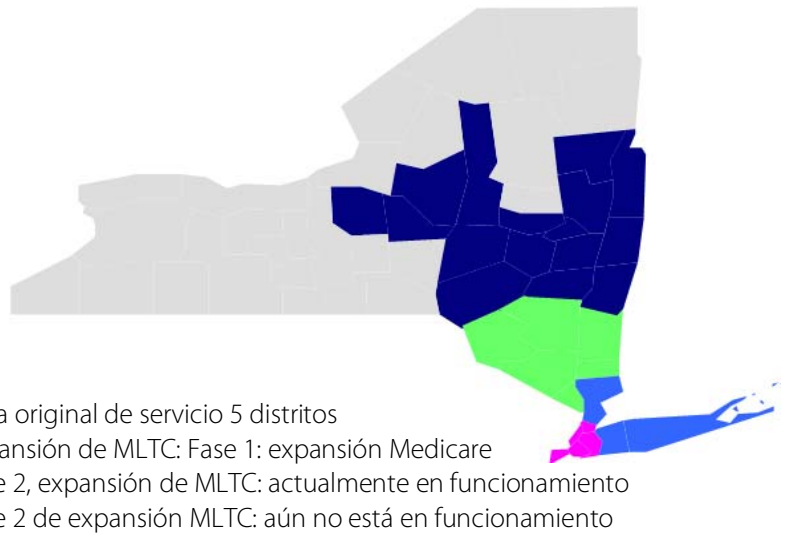 a original de servicio 5 distritos
ansión de MLTC: Fase 1: expansión Medicare
e 2, expansión de MLTC: actualmente en funcionamiento
e 2 de expansión MLTC: aún no está en funcionamiento